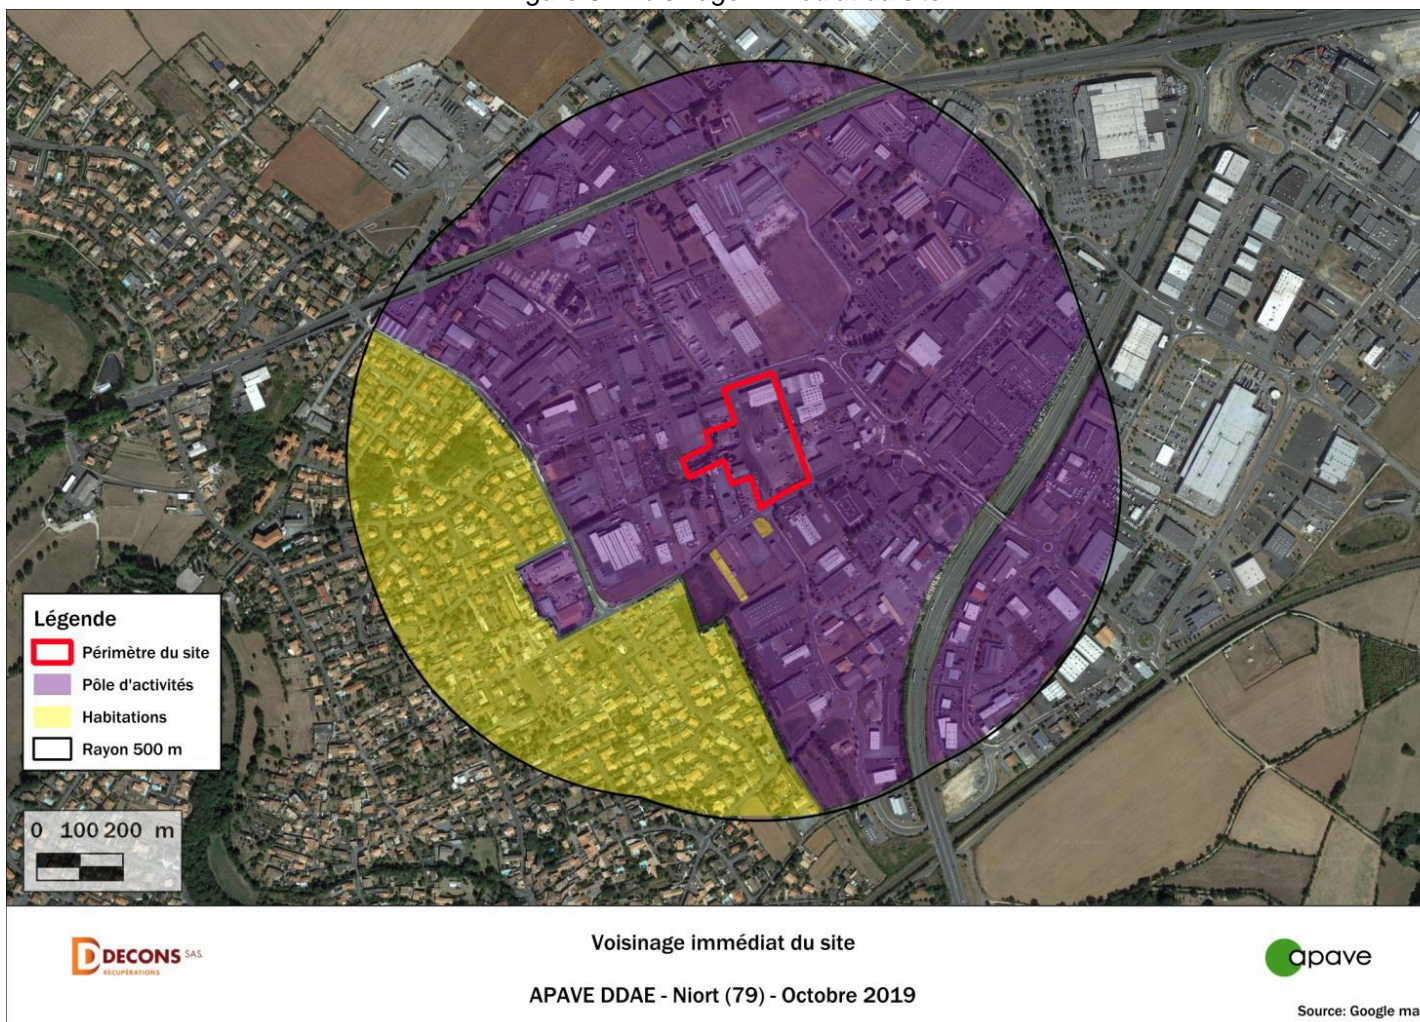 Légende
Périmètre du site
Pôle d'activités
Habitations
Rayon 500 m
0 100 200 m
DECONS SAS
RÉCUPÉRATIONS
Voisinage immédiat du site
APAVE DDAE - Niort (79) - Octobre 2019
apave
Source: Google ma